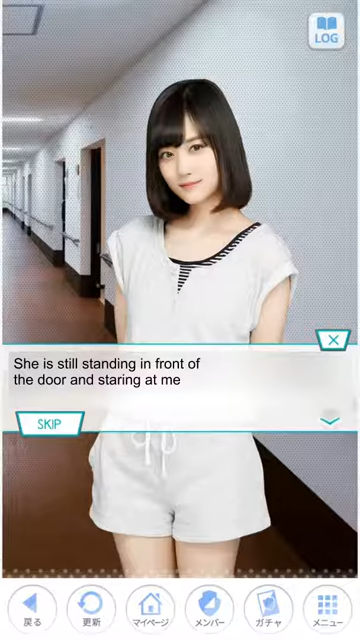 LOG
She is still standing in front of
the door and staring at me
SKIP
戻る
更新
マイページ
メンバー
ガチャ
メニュー